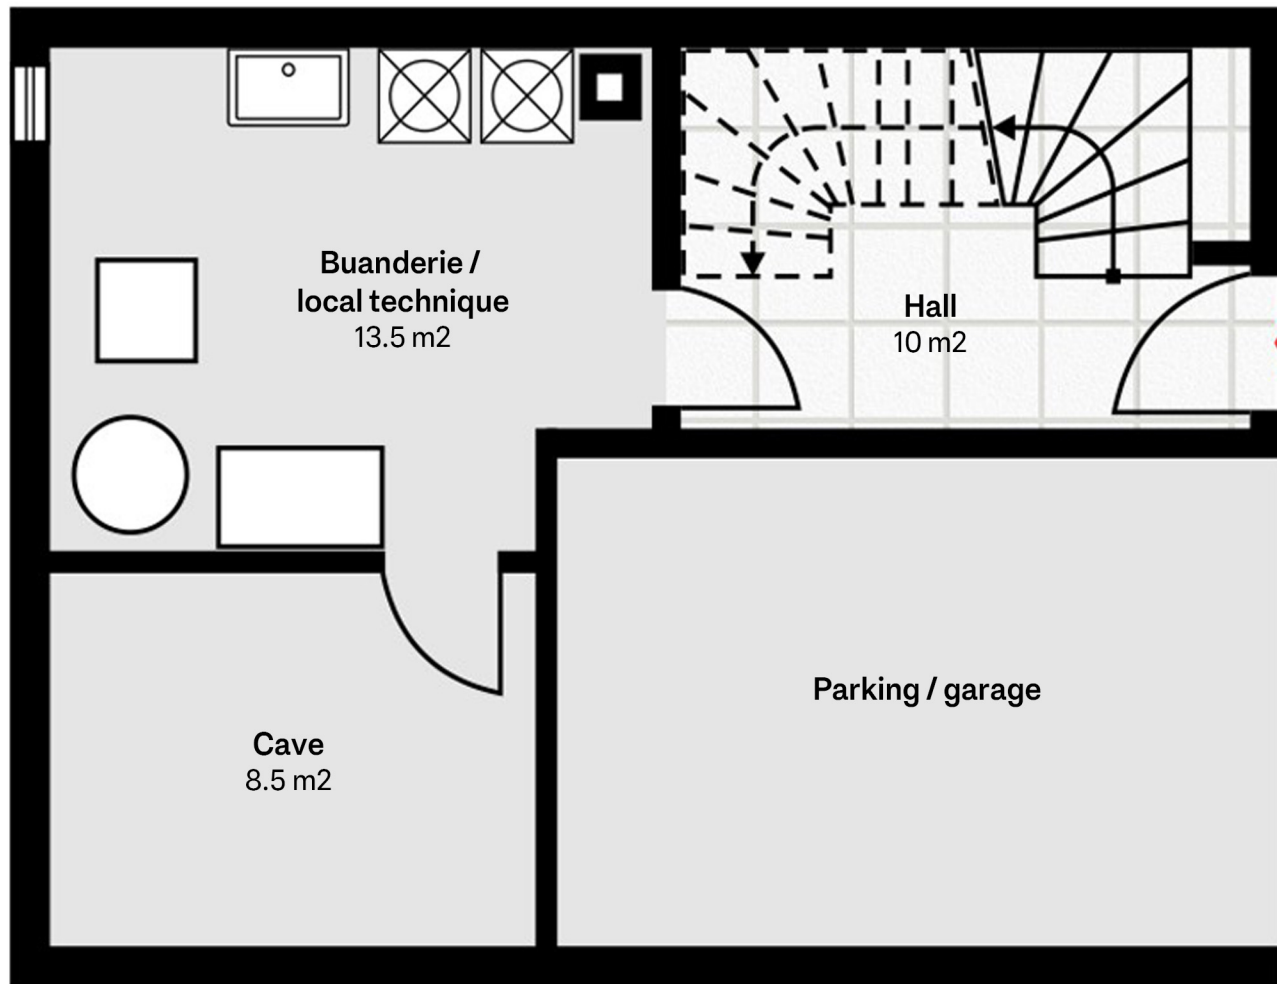 Buanderie /
local technique
13.5 m2
Hall
10 m2
Parking / garage
Cave
8.5 m2